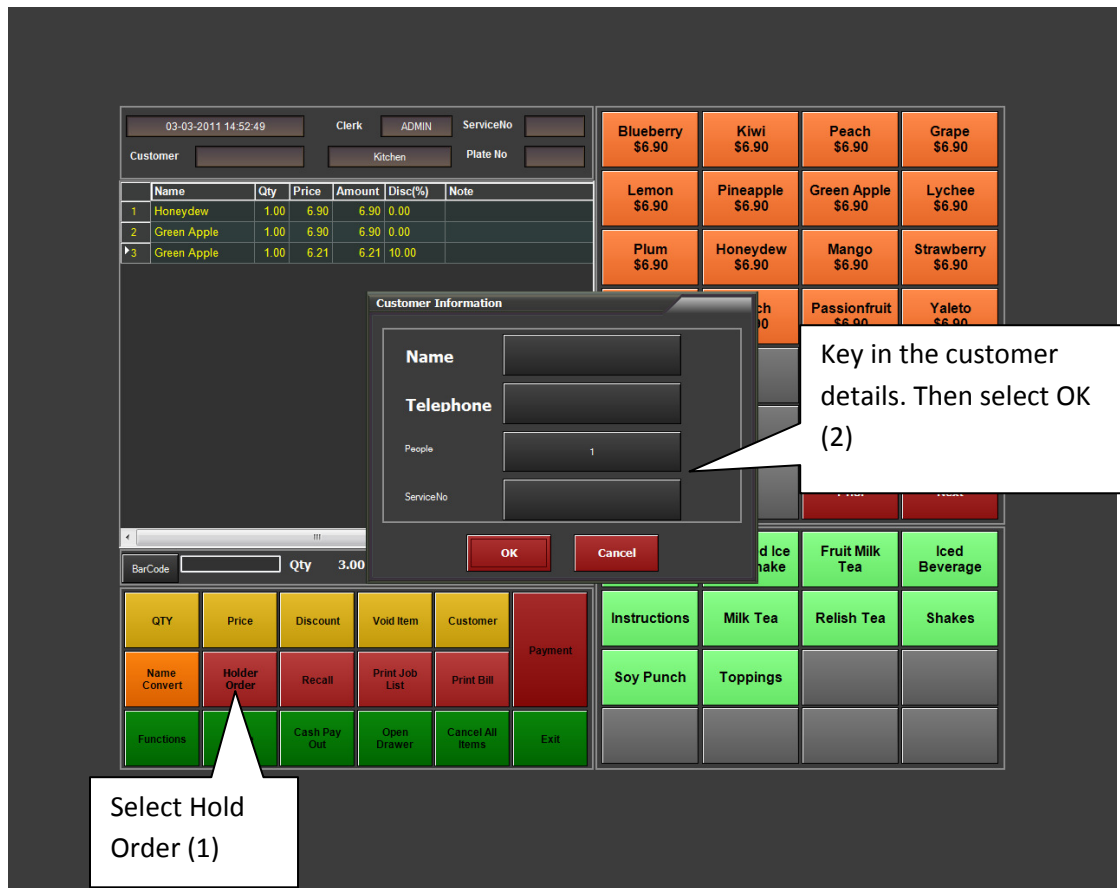 03-03-2011 14:52:49 Clerk ADMIN ServiceNo
Customer Kitchen Plate No
Name Qty Price Amount Disc(%) Note
1 Honeydew 1.00 6.90 6.90 0.00
2 Green Apple 1.00 6.90 6.90 0.00
3 Green Apple 1.00 6.21 6.21 10.00
BarCode Qty 3.00
Blueberry
$6.90
Kiwi
$6.90
Peach
$6.90
Grape
$6.90
Lemon
$6.90
Pineapple
$6.90
Green Apple
$6.90
Lychee
$6.90
Plum
$6.90
Honeydew
$6.90
Mango
$6.90
Strawberry
$6.90
Passionfruit
$6.90
Yaleto
$6.90
Next
Customer Information
Name
Telephone
People 1
ServiceNo
OK Cancel
Key in the customer
details. Then select OK
(2)
QTY
Price
Discount
Void Item
Customer
Payment
Name
Convert
Holder
Order
Recall
Print Job
List
Print Bill
Functions
Cash Pay
Out
Open
Drawer
Cancel All
Items
Exit
Ice
Fruit Milk
Tea
Iced
Beverage
Instructions
Milk Tea
Relish Tea
Shakes
Soy Punch
Toppings
Select Hold
Order (1)